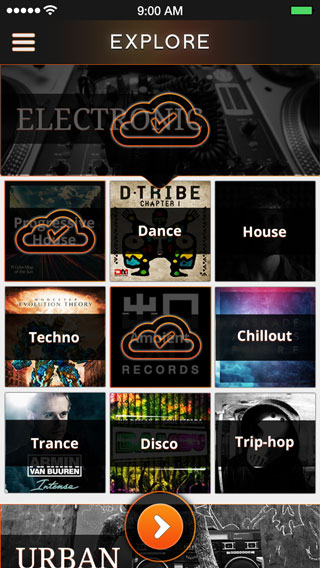 9:00 AM
EXPLORE
ELECTRONIC
Progressive
House
D·TRIBE
CHAPTER I
Dance
House
EVOLUTION THEORY
Techno
Ambient
RECORDS
Chillout
Trance
ARMIN
VAN BUUREN
Intense
Disco
Trip-hop
URBAN